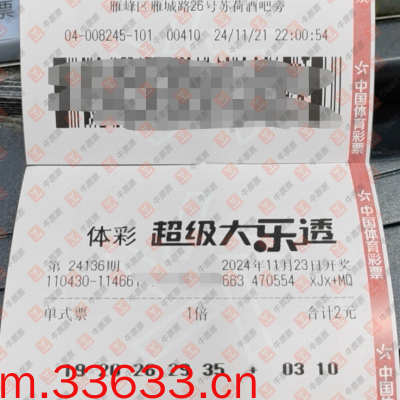 雁峰区雁城路26号苏荷酒吧旁
04-008245-101 00410 24/11/21 22:00:54
中国体育彩票
体彩 超级大乐透
中国体育彩票
第 24136期 2024年11月23日开奖
110430-11466 663 470554 XJX+MQ
单式票 1倍 合计2元
19 20 26 29 35 + 03 10
m.33633.cn